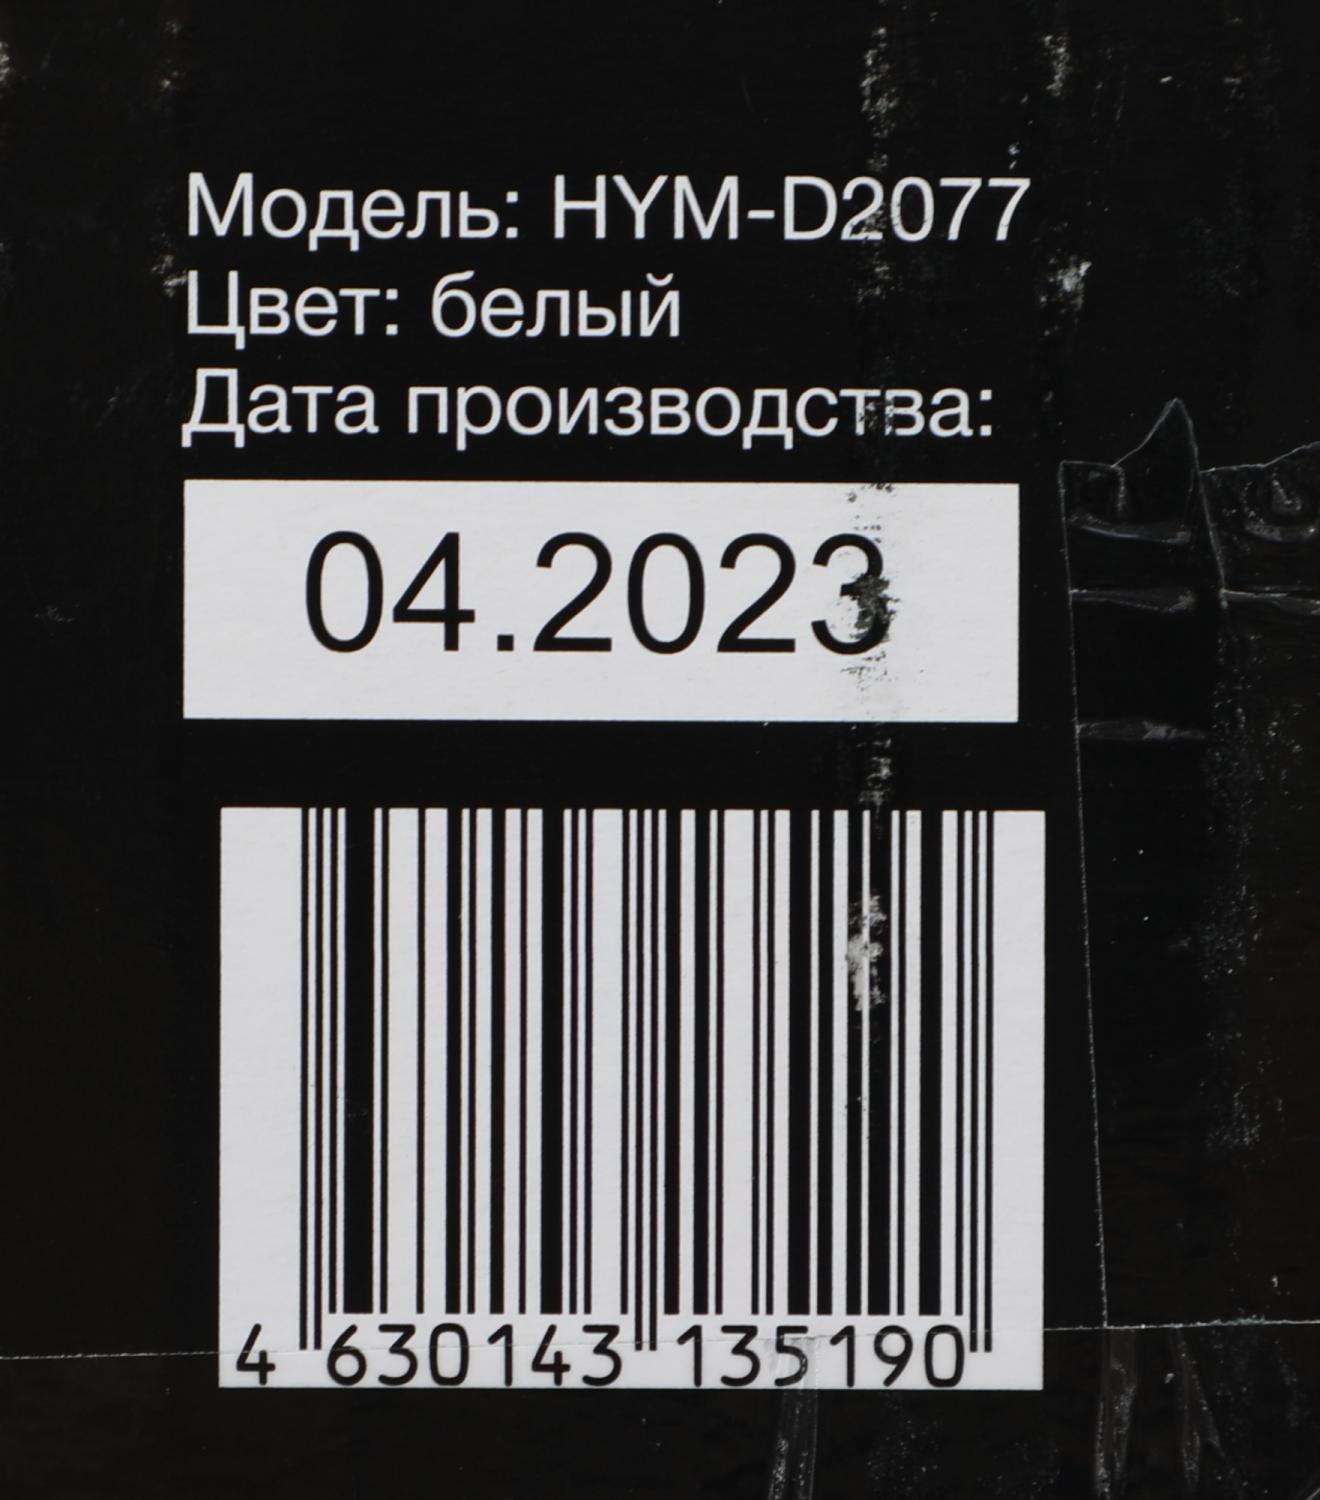 Модель: HYM-D2077
Цвет: белый
Дата производства:
04.2023
4 630143 135190